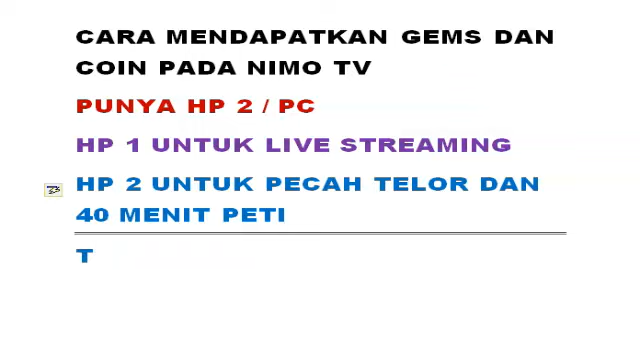 CARA MENDAPATKAN GEMS DAN
COIN PADA NIMO TV
PUNYA HP 2 / PC
HP 1 UNTUK LIVE STREAMING
HP 2 UNTUK PECAH TELOR DAN
40 MENIT PETI
T